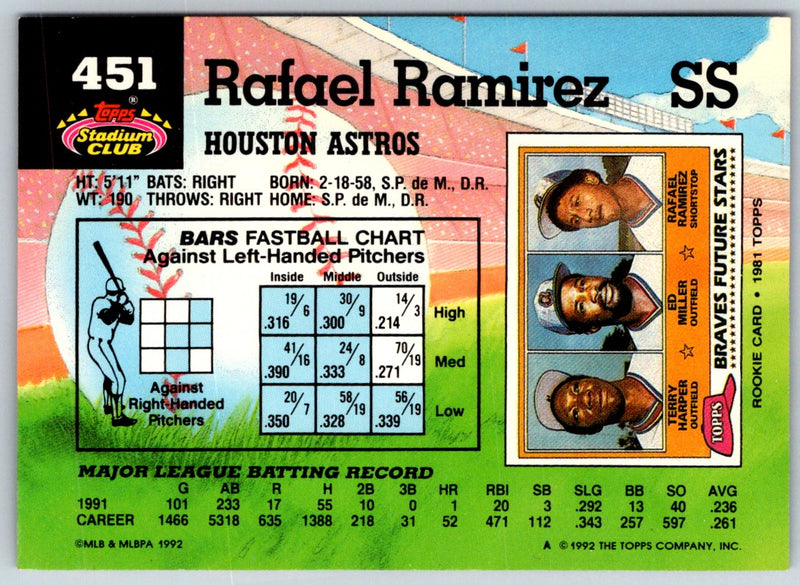 451
Topps®
Stadium
CLUB
Rafael Ramirez SS
HOUSTON ASTROS
HT: 5'11" BATS: RIGHT BORN: 2-18-58, S.P. de M., D.R.
WT: 190 THROWS: RIGHT HOME: S.P. de M., D.R.
BARS FASTBALL CHART
Against Left-Handed Pitchers
Inside Middle Outside
19/6 30/9 14/3
.316 .300 .214 High
41/16 24/8 70/19
.390 .333 .271 Med
20/7 58/19 56/19
.350 .328 .339 Low
Against
Right-Handed
Pitchers
RAFAEL
RAMIREZ
SHORTSTOP
ED
MILLER
OUTFIELD
TERRY
HARPER
OUTFIELD
BRAVES FUTURE STARS
TOPPS
ROOKIE CARD • 1981 TOPPS
MAJOR LEAGUE BATTING RECORD
G AB R H 2B 3B HR RBI SB SLG BB SO AVG
1991 101 233 17 55 10 0 1 20 3 .292 13 40 .236
CAREER 1466 5318 635 1388 218 31 52 471 112 .343 257 597 .261
©MLB & MLBPA 1992
A © 1992 THE TOPPS COMPANY, INC.